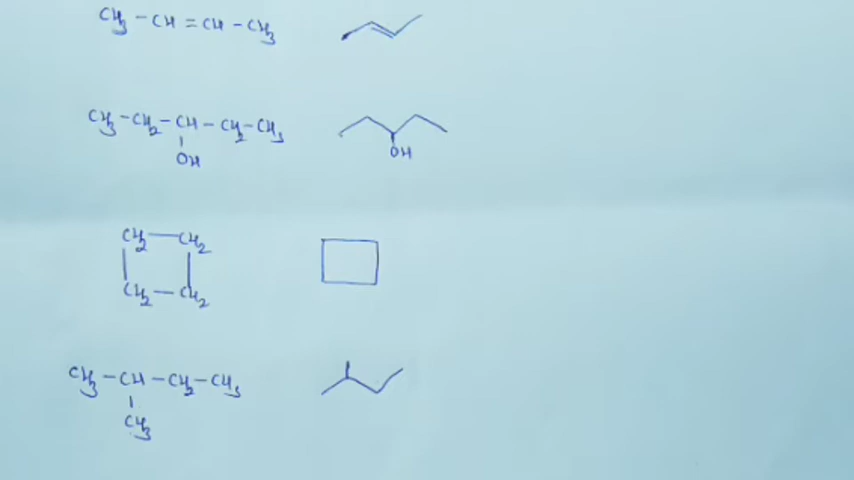 CH3 - CH = CH - CH3
CH3 - CH2 - CH - CH2 - CH3
OH
OH
CH2 - CH2
CH2 - CH2
CH3 - CH - CH2 - CH3
CH3